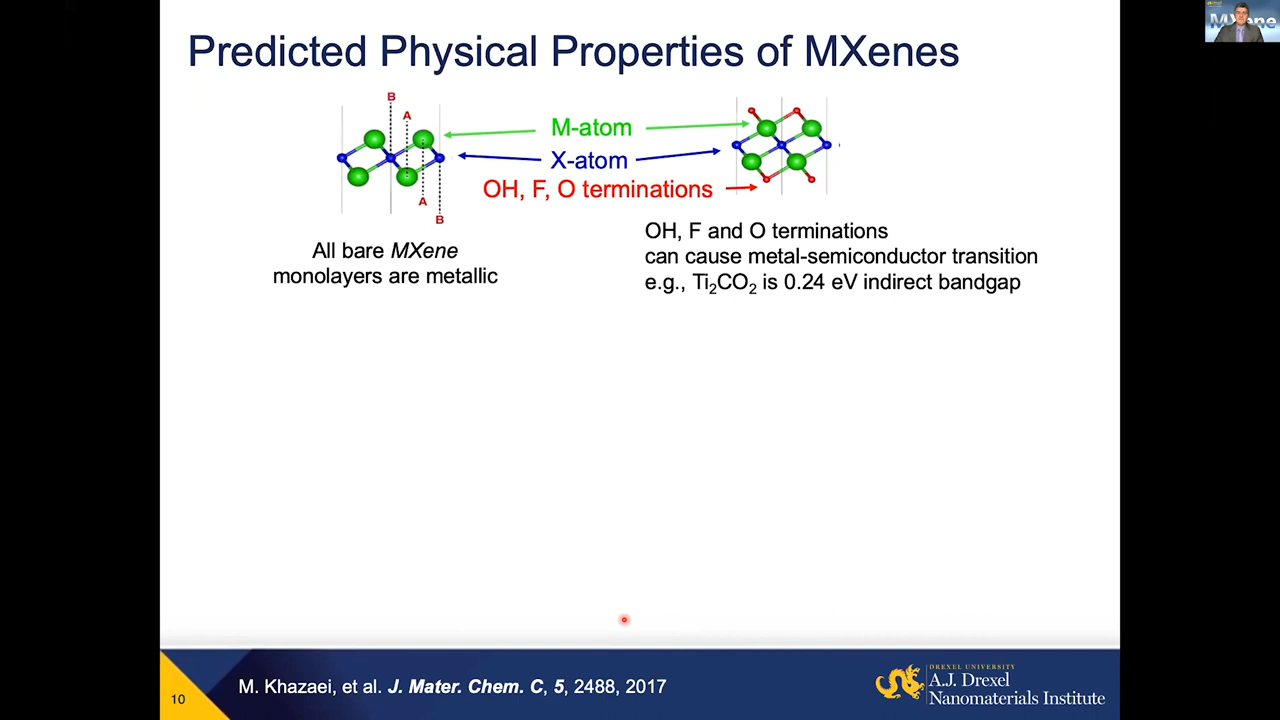 Predicted Physical Properties of MXenes
B
A
A
B
M-atom
X-atom
OH, F, O terminations
All bare MXene
monolayers are metallic
OH, F and O terminations
can cause metal-semiconductor transition
e.g., Ti₂CO₂ is 0.24 eV indirect bandgap
10
M. Khazaei, et al. J. Mater. Chem. C, 5, 2488, 2017
DREXEL UNIVERSITY
A.J. Drexel
Nanomaterials Institute